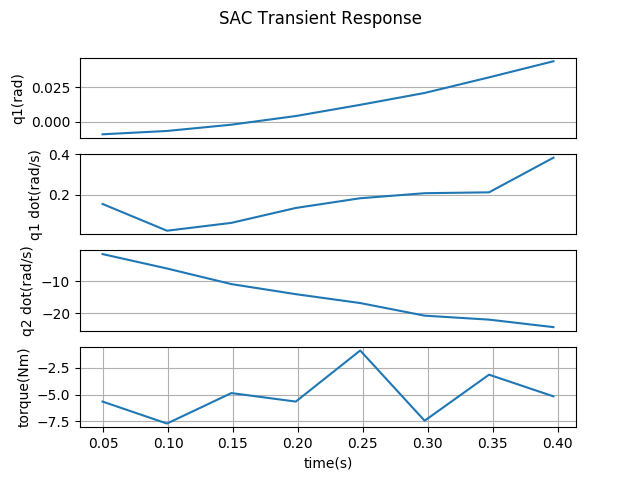 SAC Transient Response
q1(rad)
0.025
0.000
q1 dot(rad/s)
0.4
0.2
q2 dot(rad/s)
−10
−20
torque(Nm)
−2.5
−5.0
−7.5
0.05 0.10 0.15 0.20 0.25 0.30 0.35 0.40
time(s)